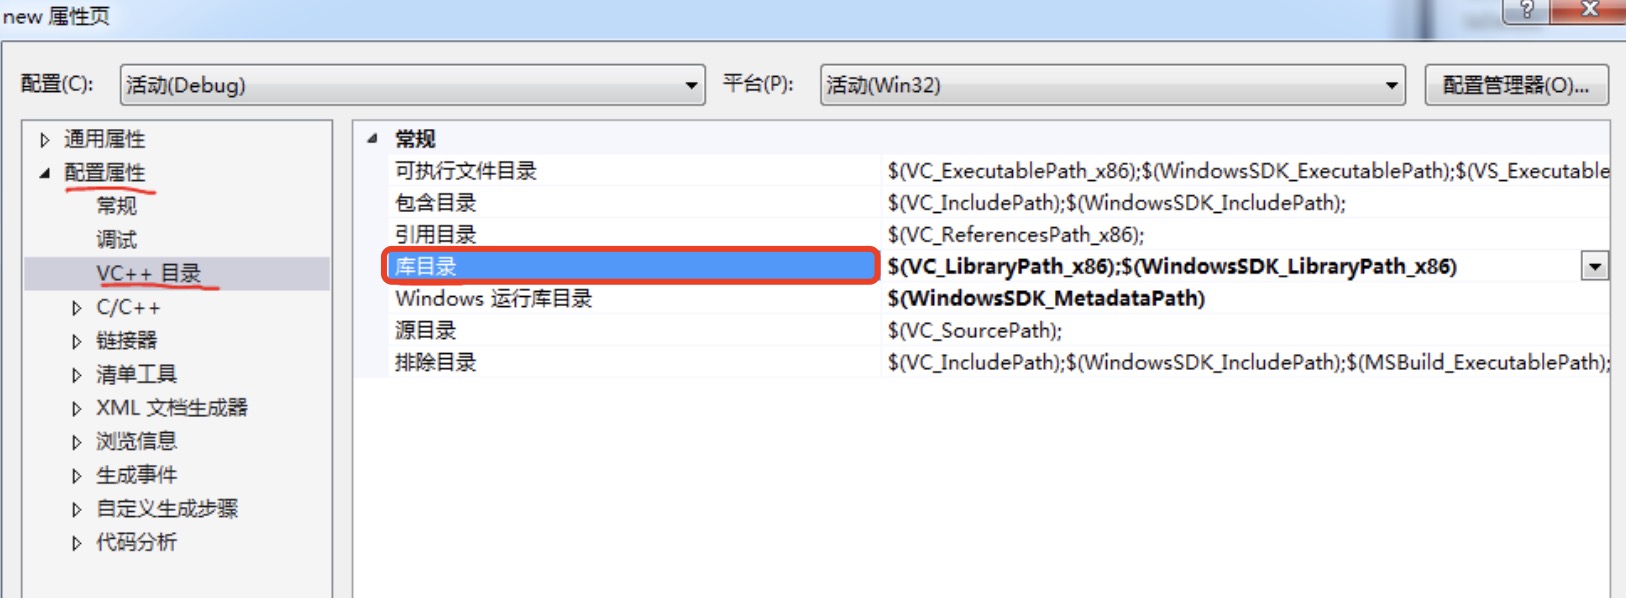 new 属性页
配置(C): 活动(Debug) 平台(P): 活动(Win32) 配置管理器(O)...
通用属性
配置属性
常规
调试
VC++ 目录
C/C++
链接器
清单工具
XML 文档生成器
浏览信息
生成事件
自定义生成步骤
代码分析
常规
可执行文件目录 $(VC_ExecutablePath_x86);$(WindowsSDK_ExecutablePath);$(VS_Executable
包含目录 $(VC_IncludePath);$(WindowsSDK_IncludePath);
引用目录 $(VC_ReferencesPath_x86);
库目录 $(VC_LibraryPath_x86);$(WindowsSDK_LibraryPath_x86)
Windows 运行库目录 $(WindowsSDK_MetadataPath)
源目录 $(VC_SourcePath);
排除目录 $(VC_IncludePath);$(WindowsSDK_IncludePath);$(MSBuild_ExecutablePath);